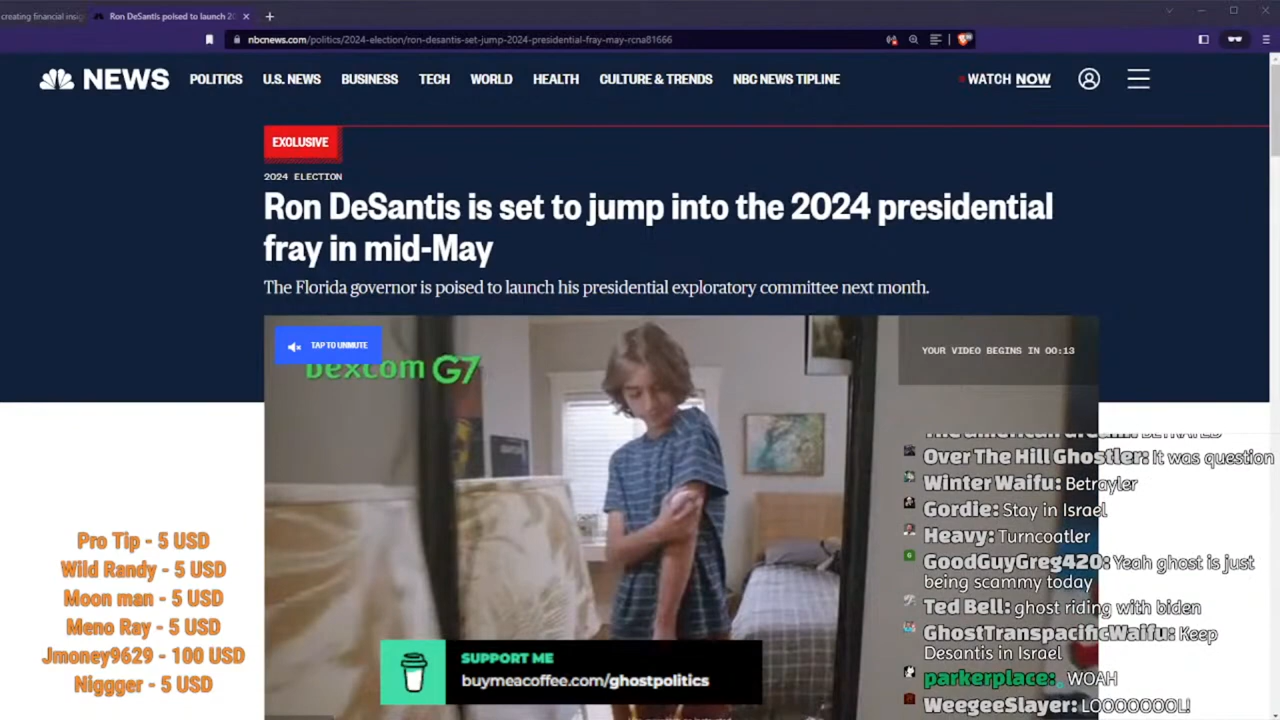 creating financial insig
Ron DeSantis poised to launch 20
nbcnews.com/politics/2024-election/ron-desantis-set-jump-2024-presidential-fray-may-rcna81666
NEWS
POLITICS
U.S. NEWS
BUSINESS
TECH
WORLD
HEALTH
CULTURE & TRENDS
NBC NEWS TIPLINE
WATCH NOW
EXCLUSIVE
2024 ELECTION
Ron DeSantis is set to jump into the 2024 presidential
fray in mid-May
The Florida governor is poised to launch his presidential exploratory committee next month.
TAP TO UNMUTE
Dexcom G7
YOUR VIDEO BEGINS IN 00:13
Over The Hill Ghostler: It was question
Winter Waifu: Betrayler
Gordie: Stay in Israel
Heavy: Turncoatler
GoodGuyGreg420: Yeah ghost is just
being scammy today
Ted Bell: ghost riding with biden
GhostTranspacificWaifu: Keep
Desantis in Israel
parkerplace: WOAH
WeegeeSlayer: LOOOOOOOL!
Pro Tip - 5 USD
Wild Randy - 5 USD
Moon man - 5 USD
Meno Ray - 5 USD
Jmoney9629 - 100 USD
Niggger - 5 USD
SUPPORT ME
buymeacoffee.com/ghostpolitics